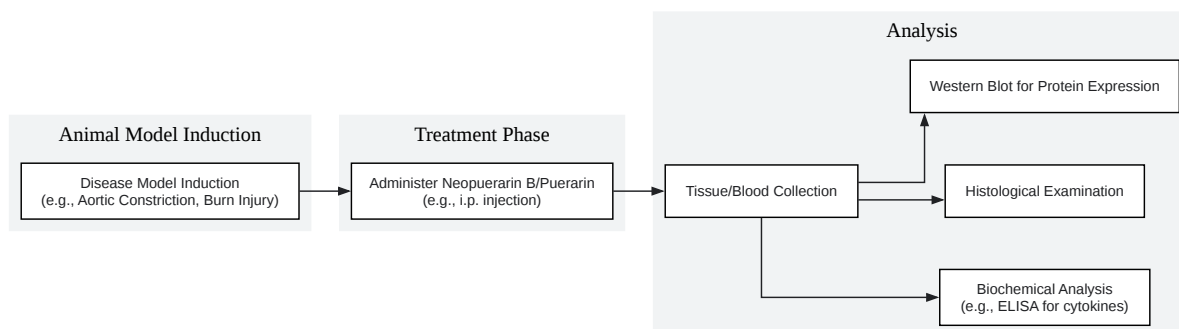 Animal Model Induction
Disease Model Induction
(e.g., Aortic Constriction, Burn Injury)
Treatment Phase
Administer Neopuerarin B/Puerarin
(e.g., i.p. injection)
Analysis
Tissue/Blood Collection
Western Blot for Protein Expression
Histological Examination
Biochemical Analysis
(e.g., ELISA for cytokines)